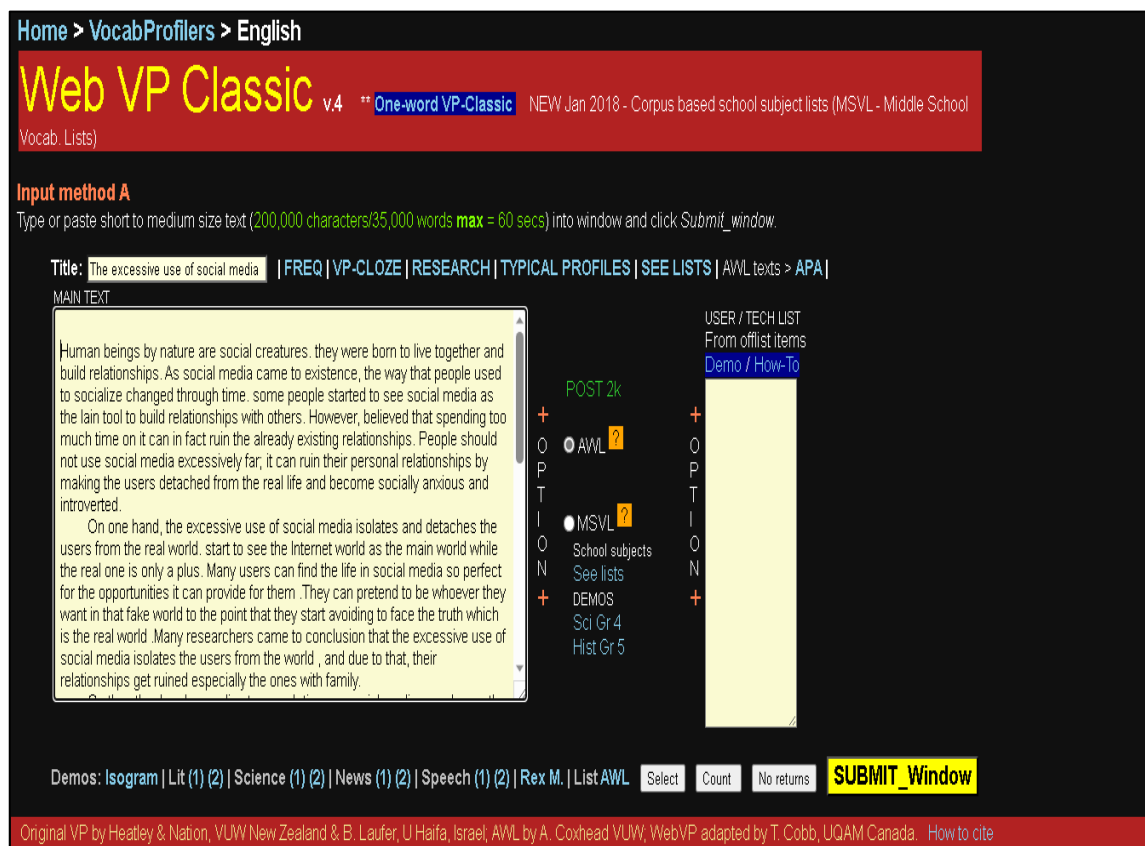 Home > VocabProfilers > English
Web VP Classic v.4 ** One-word VP-Classic NEW Jan 2018 - Corpus based school subject lists (MSVL - Middle School
Vocab. Lists)
Input method A
Type or paste short to medium size text (200,000 characters/35,000 words max = 60 secs) into window and click Submit_window.
Title: The excessive use of social media | FREQ | VP-CLOZE | RESEARCH | TYPICAL PROFILES | SEE LISTS | AWL texts > APA |
MAIN TEXT
Human beings by nature are social creatures. they were born to live together and
build relationships. As social media came to existence, the way that people used
to socialize changed through time. some people started to see social media as
the lain tool to build relationships with others. However, believed that spending too
much time on it can in fact ruin the already existing relationships. People should
not use social media excessively far; it can ruin their personal relationships by
making the users detached from the real life and become socially anxious and
introverted.
On one hand, the excessive use of social media isolates and detaches the
users from the real world. start to see the Internet world as the main world while
the real one is only a plus. Many users can find the life in social media so perfect
for the opportunities it can provide for them .They can pretend to be whoever they
want in that fake world to the point that they start avoiding to face the truth which
is the real world .Many researchers came to conclusion that the excessive use of
social media isolates the users from the world , and due to that, their
relationships get ruined especially the ones with family.
+ OPTION +
POST 2k
AWL ?
MSVL ?
School subjects
See lists
DEMOS
Sci Gr 4
Hist Gr 5
+ OPTION +
USER / TECH LIST
From offlist items
Demo / How-To
Demos: Isogram | Lit (1) (2) | Science (1) (2) | News (1) (2) | Speech (1) (2) | Rex M. | List AWL Select Count No returns SUBMIT_Window
Original VP by Heatley & Nation, VUW New Zealand & B. Laufer, U Haifa, Israel; AWL by A. Coxhead VUW; WebVP adapted by T. Cobb, UQAM Canada. How to cite